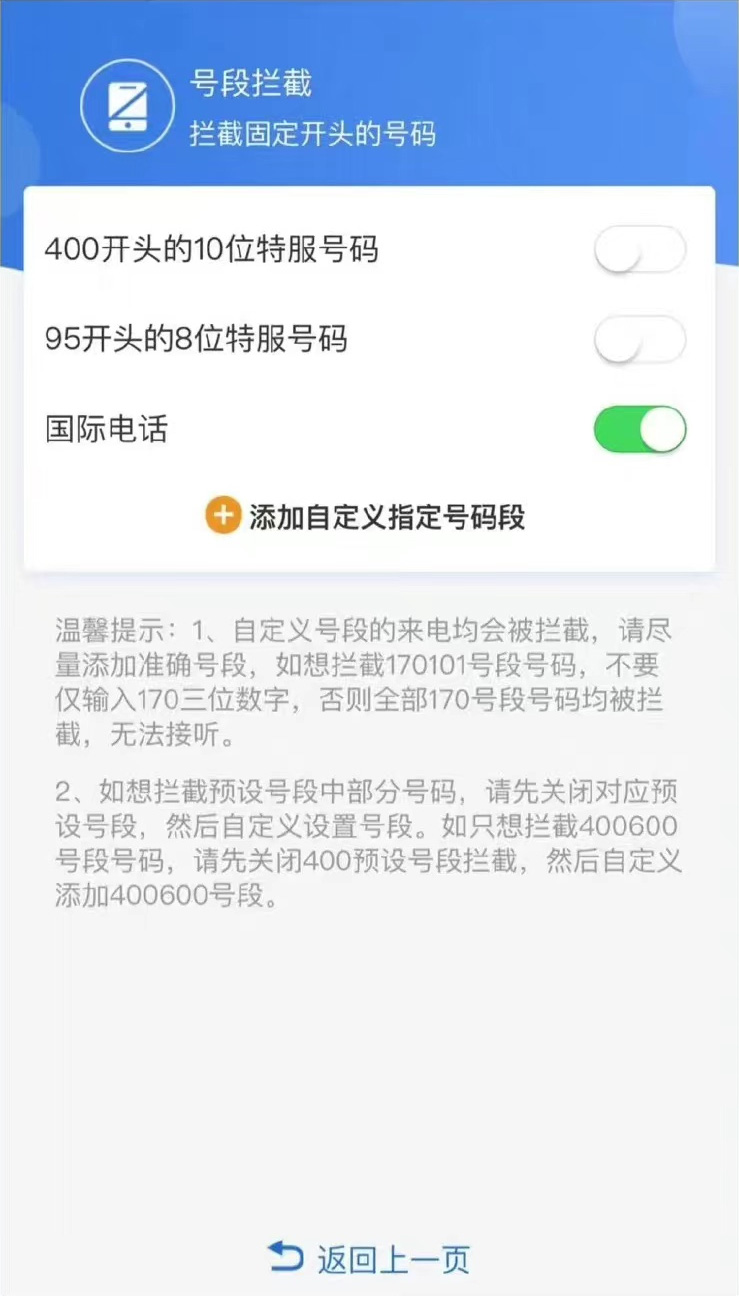 号段拦截
拦截固定开头的号码
400开头的10位特服号码
95开头的8位特服号码
国际电话
添加自定义指定号码段
温馨提示：1、自定义号段的来电均会被拦截，请尽
量添加准确号段，如想拦截170101号段号码，不要
仅输入170三位数字，否则全部170号段号码均被拦
截，无法接听。
2、如想拦截预设号段中部分号码，请先关闭对应预
设号段，然后自定义设置号段。如只想拦截400600
号段号码，请先关闭400预设号段拦截，然后自定义
添加400600号段。
返回上一页